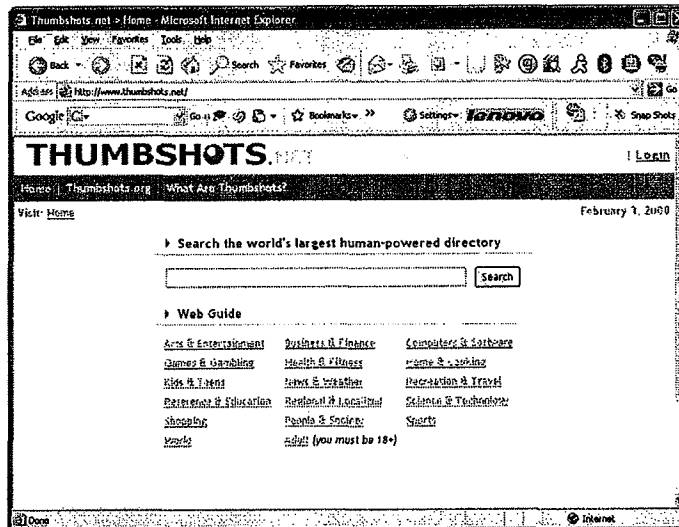 Thumbshots.net > Home - Microsoft Internet Explorer
File Edit View Favorites Tools Help
Back Search Favorites
Address http://www.thumbshots.net/ Go
Google Go Bookmarks >> Settings lenovo Snap Shots
THUMBSHOTS.NET
| Login
Home | Thumbshots.org | What Are Thumbshots?
Visit: Home
February
Search the world's largest human-powered directory
Search
Web Guide
Arts & Entertainment Business & Finance Computers & Software
Games & Gambling Health & Fitness Home & Cooking
Kids & Teens News & Weather Recreation & Travel
Reference & Education Regional & Localized Science & Technology
Shopping People & Society Sports
World Adult (you must be 18+)
Done Internet